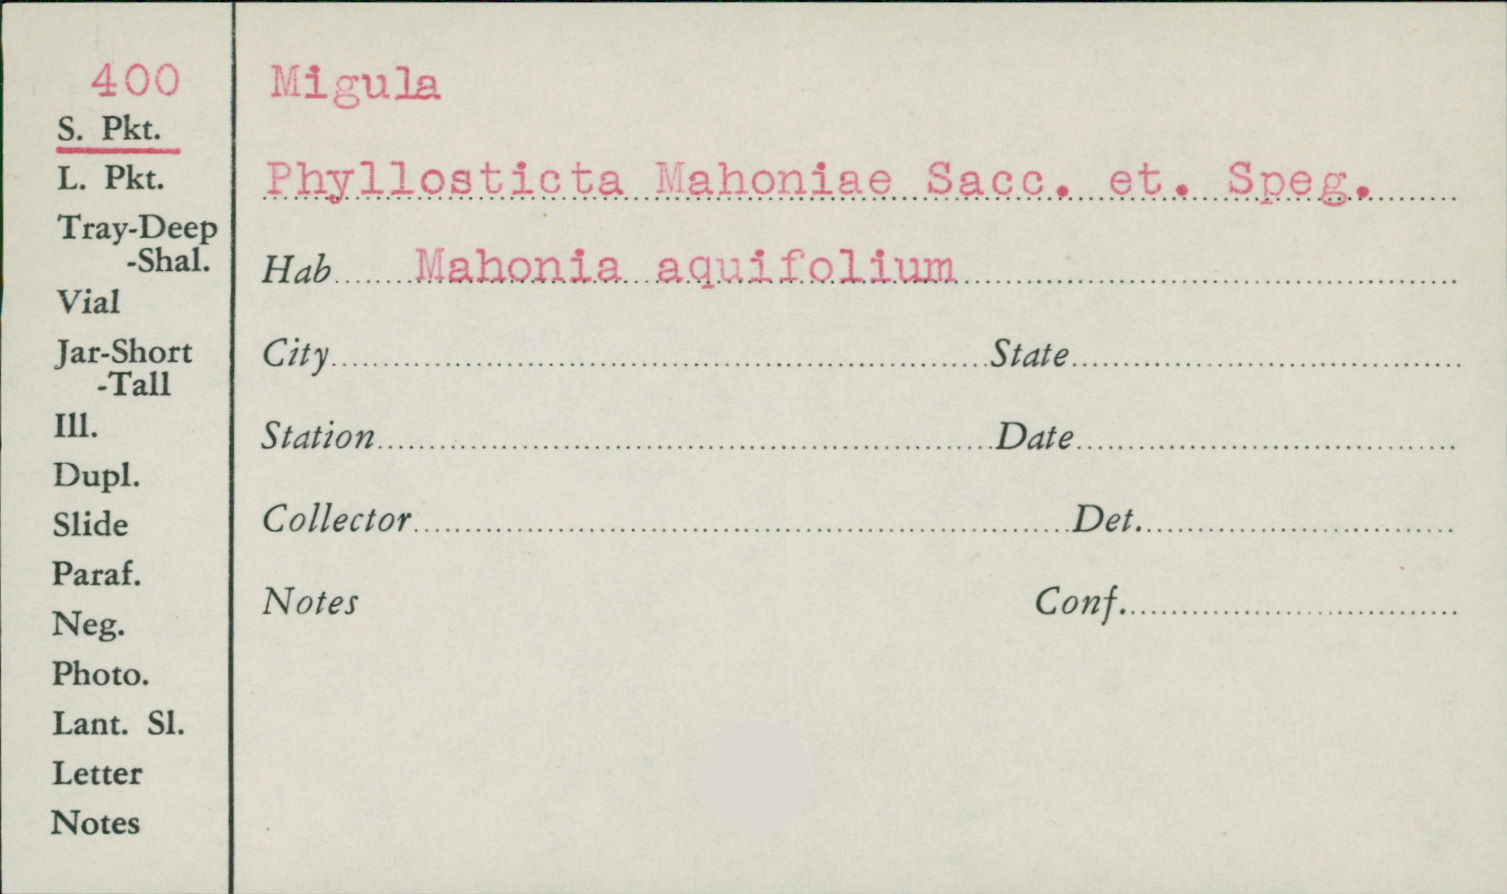 400
S. Pkt.
L. Pkt.
Tray-Deep
-Shal.
Vial
Jar-Short
-Tall
Ill.
Dupl.
Slide
Paraf.
Neg.
Photo.
Lant. Sl.
Letter
Notes
Migula
Phyllosticta Mahoniae Sacc. et. Speg.
Hab Mahonia aquifolium
City State
Station Date
Collector Det.
Notes Conf.